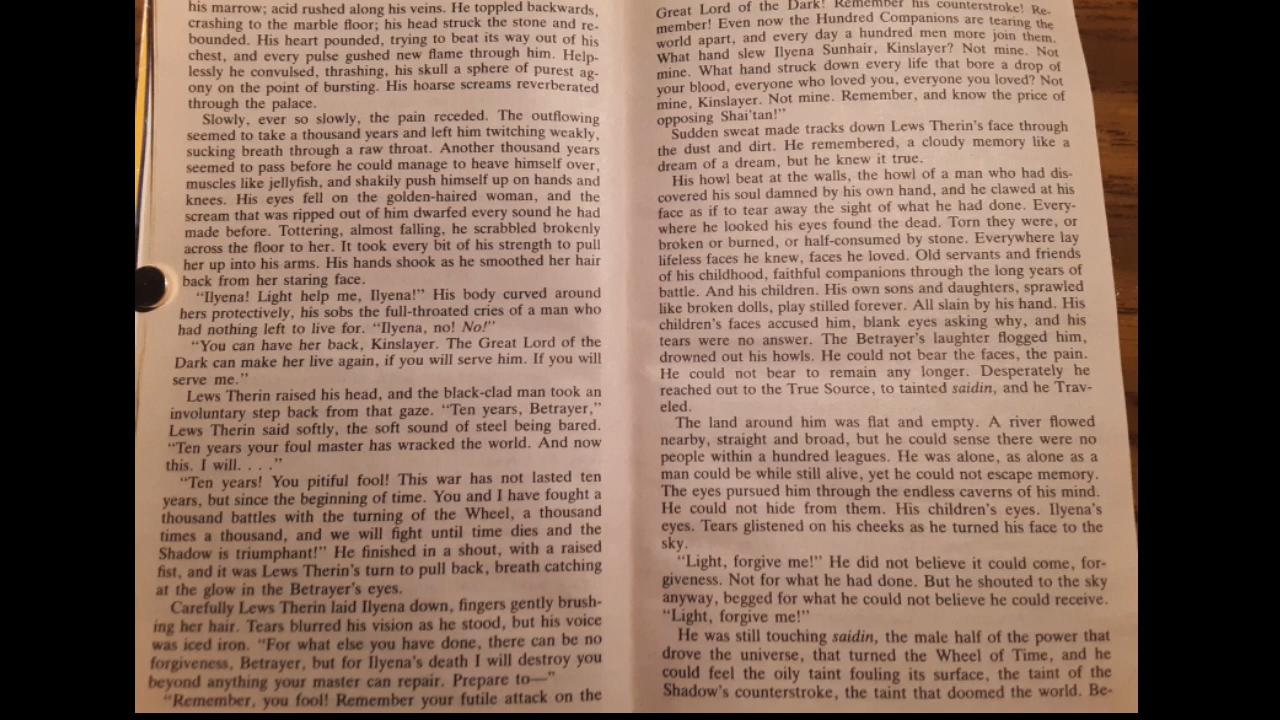 his marrow; acid rushed along his veins. He toppled backwards,
crashing to the marble floor; his head struck the stone and re-
bounded. His heart pounded, trying to beat its way out of his
chest, and every pulse gushed new flame through him. Help-
lessly he convulsed, thrashing, his skull a sphere of purest ag-
ony on the point of bursting. His hoarse screams reverberated
through the palace.
Slowly, ever so slowly, the pain receded. The outflowing
seemed to take a thousand years and left him twitching weakly,
sucking breath through a raw throat. Another thousand years
seemed to pass before he could manage to heave himself over,
muscles like jellyfish, and shakily push himself up on hands and
knees. His eyes fell on the golden-haired woman, and the
scream that was ripped out of him dwarfed every sound he had
made before. Tottering, almost falling, he scrabbled brokenly
across the floor to her. It took every bit of his strength to pull
her up into his arms. His hands shook as he smoothed her hair
back from her staring face.
"Ilyena! Light help me, Ilyena!" His body curved around
hers protectively, his sobs the full-throated cries of a man who
had nothing left to live for. "Ilyena, no! No!"
"You can have her back, Kinslayer. The Great Lord of the
Dark can make her live again, if you will serve him. If you will
serve me."
Lews Therin raised his head, and the black-clad man took an
involuntary step back from that gaze. "Ten years, Betrayer,"
Lews Therin said softly, the soft sound of steel being bared.
"Ten years your foul master has wracked the world. And now
this. I will. . . ."
"Ten years! You pitiful fool! This war has not lasted ten
years, but since the beginning of time. You and I have fought a
thousand battles with the turning of the Wheel, a thousand
times a thousand, and we will fight until time dies and the
Shadow is triumphant!" He finished in a shout, with a raised
fist, and it was Lews Therin's turn to pull back, breath catching
at the glow in the Betrayer's eyes.
Carefully Lews Therin laid Ilyena down, fingers gently brush-
ing her hair. Tears blurred his vision as he stood, but his voice
was iced iron. "For what else you have done, there can be no
forgiveness, Betrayer, but for Ilyena's death I will destroy you
beyond anything your master can repair. Prepare to—"
"Remember, you fool! Remember your futile attack on the
Great Lord of the Dark! Remember his counterstroke! Re-
member! Even now the Hundred Companions are tearing the
world apart, and every day a hundred men more join them.
What hand slew Ilyena Sunhair, Kinslayer? Not mine. Not
mine. What hand struck down every life that bore a drop of
your blood, everyone who loved you, everyone you loved? Not
mine, Kinslayer. Not mine. Remember, and know the price of
opposing Shai'tan!"
Sudden sweat made tracks down Lews Therin's face through
the dust and dirt. He remembered, a cloudy memory like a
dream of a dream, but he knew it true.
His howl beat at the walls, the howl of a man who had dis-
covered his soul damned by his own hand, and he clawed at his
face as if to tear away the sight of what he had done. Every-
where he looked his eyes found the dead. Torn they were, or
broken or burned, or half-consumed by stone. Everywhere lay
lifeless faces he knew, faces he loved. Old servants and friends
of his childhood, faithful companions through the long years of
battle. And his children. His own sons and daughters, sprawled
like broken dolls, play stilled forever. All slain by his hand. His
children's faces accused him, blank eyes asking why, and his
tears were no answer. The Betrayer's laughter flogged him,
drowned out his howls. He could not bear the faces, the pain.
He could not bear to remain any longer. Desperately he
reached out to the True Source, to tainted saidin, and he Trav-
eled.
The land around him was flat and empty. A river flowed
nearby, straight and broad, but he could sense there were no
people within a hundred leagues. He was alone, as alone as a
man could be while still alive, yet he could not escape memory.
The eyes pursued him through the endless caverns of his mind.
He could not hide from them. His children's eyes. Ilyena's
eyes. Tears glistened on his cheeks as he turned his face to the
sky.
"Light, forgive me!" He did not believe it could come, for-
giveness. Not for what he had done. But he shouted to the sky
anyway, begged for what he could not believe he could receive.
"Light, forgive me!"
He was still touching saidin, the male half of the power that
drove the universe, that turned the Wheel of Time, and he
could feel the oily taint fouling its surface, the taint of the
Shadow's counterstroke, the taint that doomed the world. Be-